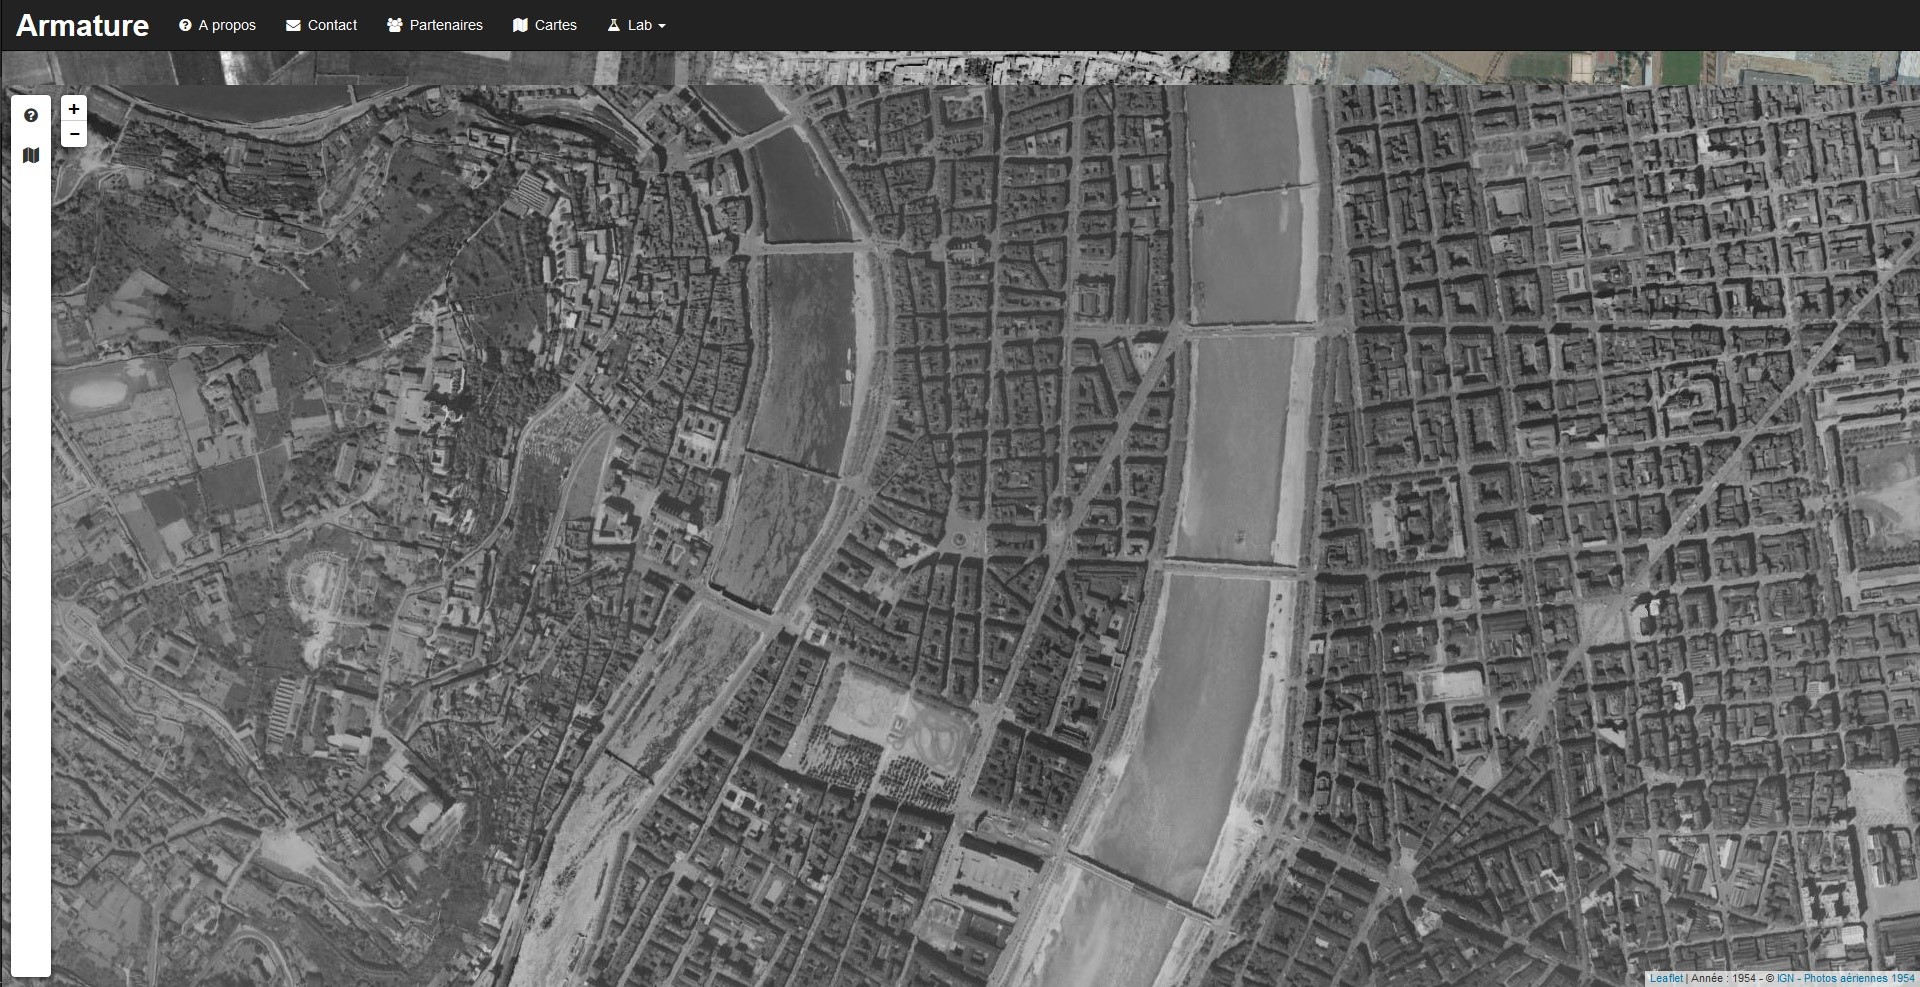 Armature A propos Contact Partenaires Cartes Lab
+
−
Leaflet | Année : 1954 - © IGN - Photos aériennes 1954